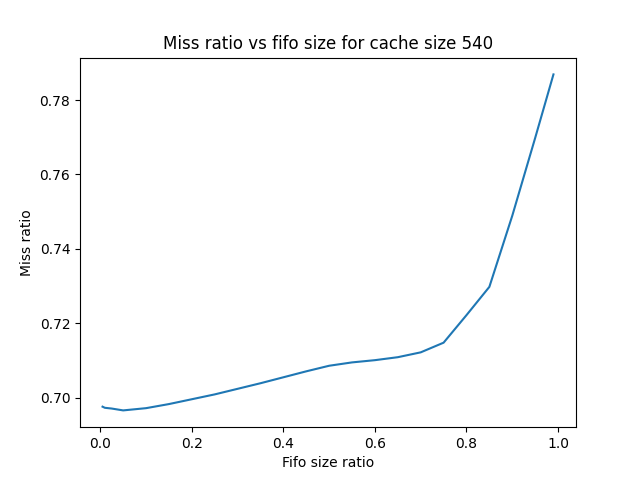 Miss ratio vs fifo size for cache size 540
0.78
0.76
0.74
0.72
0.70
Miss ratio
0.0 0.2 0.4 0.6 0.8 1.0
Fifo size ratio